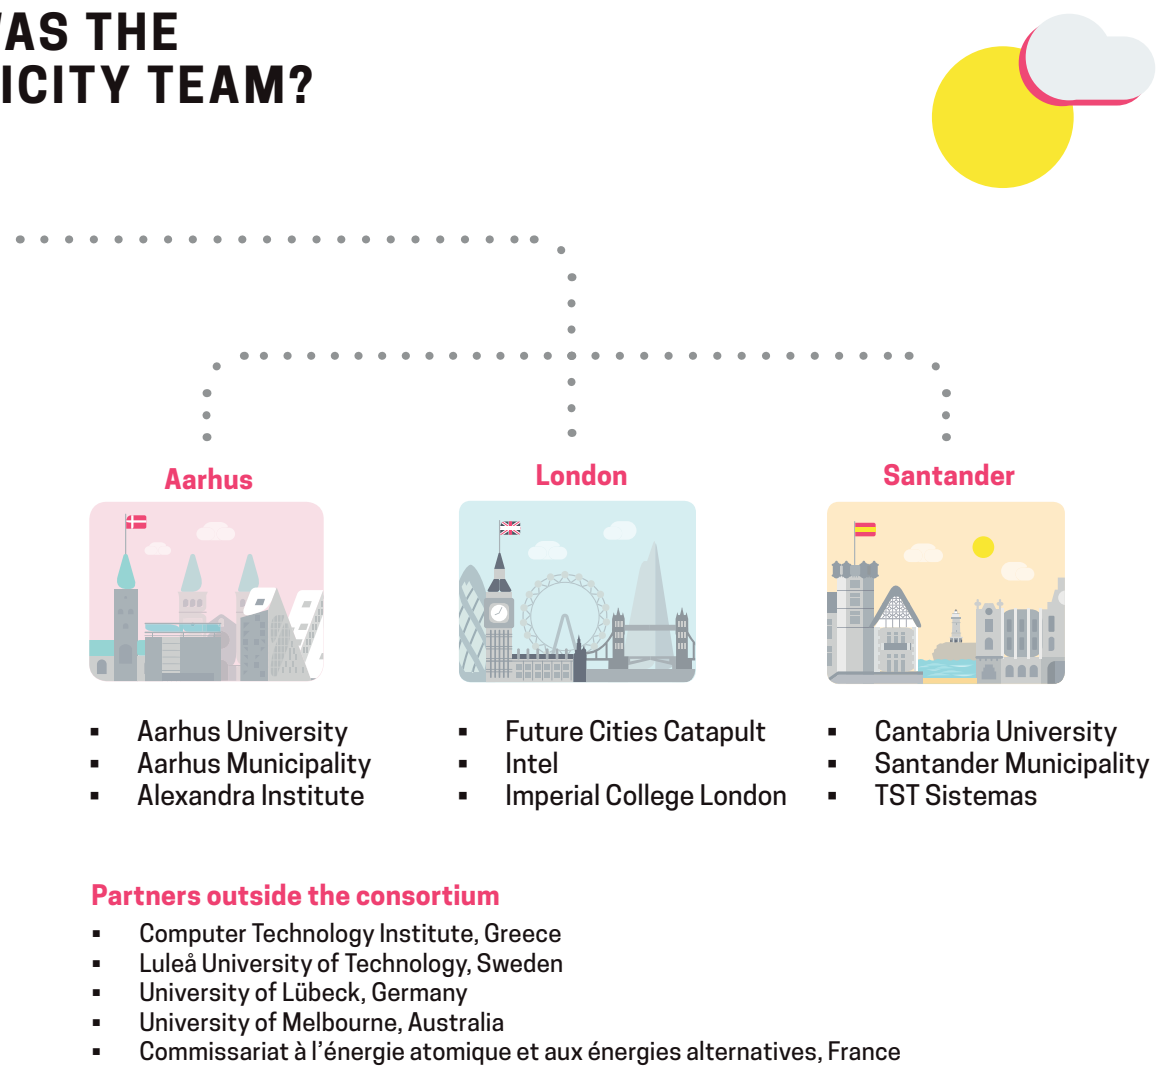 WAS THE
ICITY TEAM?
Aarhus
London
Santander
▪ Aarhus University
▪ Aarhus Municipality
▪ Alexandra Institute
▪ Future Cities Catapult
▪ Intel
▪ Imperial College London
▪ Cantabria University
▪ Santander Municipality
▪ TST Sistemas
Partners outside the consortium
▪ Computer Technology Institute, Greece
▪ Luleå University of Technology, Sweden
▪ University of Lübeck, Germany
▪ University of Melbourne, Australia
▪ Commissariat à l’énergie atomique et aux énergies alternatives, France